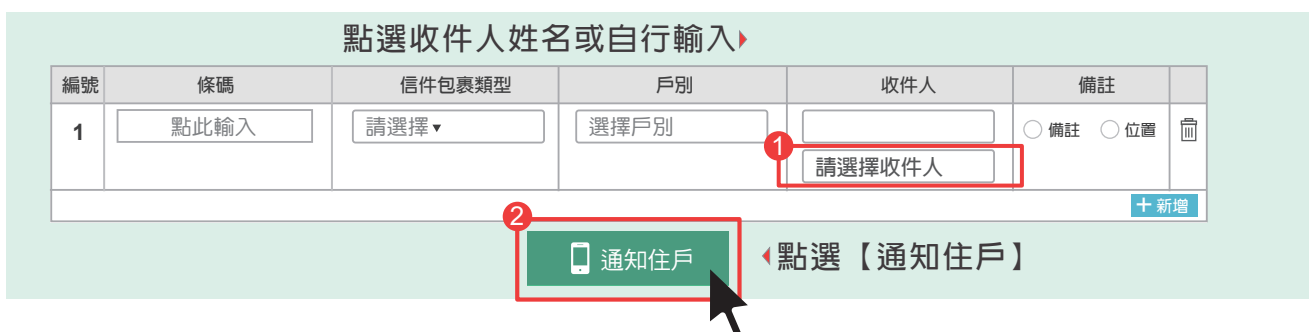 點選收件人姓名或自行輸入
編號 條碼 信件包裹類型 戶別 收件人 備註
1 點此輸入 請選擇▼ 選擇戶別 備註 位置
1
請選擇收件人
+ 新增
2
通知住戶 點選【通知住戶】